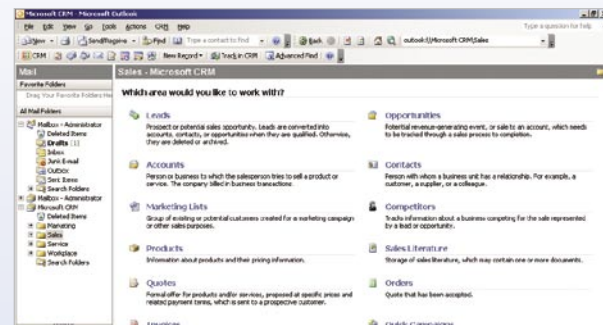 Microsoft CRM - Microsoft Outlook
File Edit View Go Tools Actions CRM Help
Type a question for help
New Send/Receive Find Type a contact to find Back outlook:\\Microsoft CRM\Sales
CRM New Record Track in CRM Advanced Find
Mail
Sales - Microsoft CRM
Favorite Folders
Drag Your Favorite Folders He
Which area would you like to work with?
All Mail Folders
Mailbox - Administrator
Deleted Items
Drafts [1]
Inbox
Junk E-mail
Outbox
Sent Items
Search Folders
Mailbox - Administrator
Microsoft CRM
Deleted Items
Marketing
Sales
Service
Workplace
Search Folders
Leads
Prospect or potential sales opportunity. Leads are converted into
accounts, contacts, or opportunities when they are qualified. Otherwise,
they are deleted or archived.
Opportunities
Potential revenue-generating event, or sale to an account, which needs
to be tracked through a sales process to completion.
Accounts
Person or business to which the salesperson tries to sell a product or
service. The company billed in business transactions.
Contacts
Person with whom a business unit has a relationship. For example, a
customer, a supplier, or a colleague.
Marketing Lists
Group of existing or potential customers created for a marketing campaign
or other sales purposes.
Competitors
Tracks information about a business competing for the sale represented
by a lead or opportunity.
Products
Information about products and their pricing information.
Sales Literature
Storage of sales literature, which may contain one or more documents.
Quotes
Formal offer for products and/or services, proposed at specific prices and
related payment terms, which is sent to a prospective customer.
Orders
Quote that has been accepted.
Invoices
Quick Campaigns